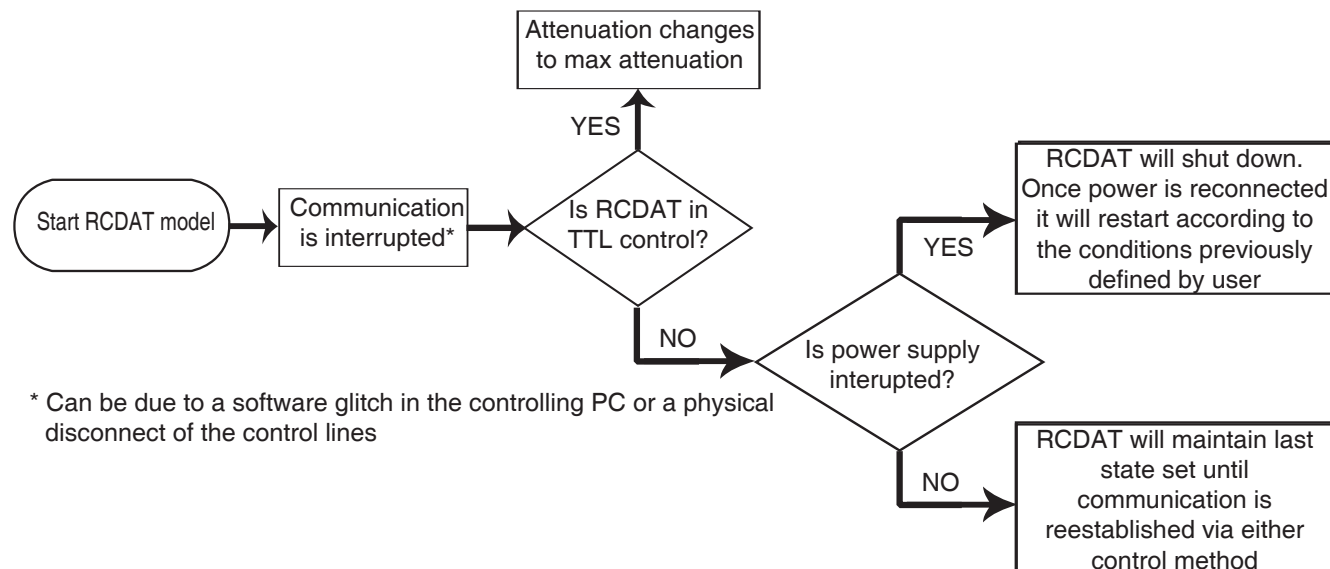 Attenuation changes
to max attenuation
YES
Start RCDAT model
Communication
is interrupted*
Is RCDAT in
TTL control?
RCDAT will shut down.
Once power is reconnected
it will restart according to
the conditions previously
defined by user
YES
NO
Is power supply
interupted?
* Can be due to a software glitch in the controlling PC or a physical
disconnect of the control lines
NO
RCDAT will maintain last
state set until
communication is
reestablished via either
control method